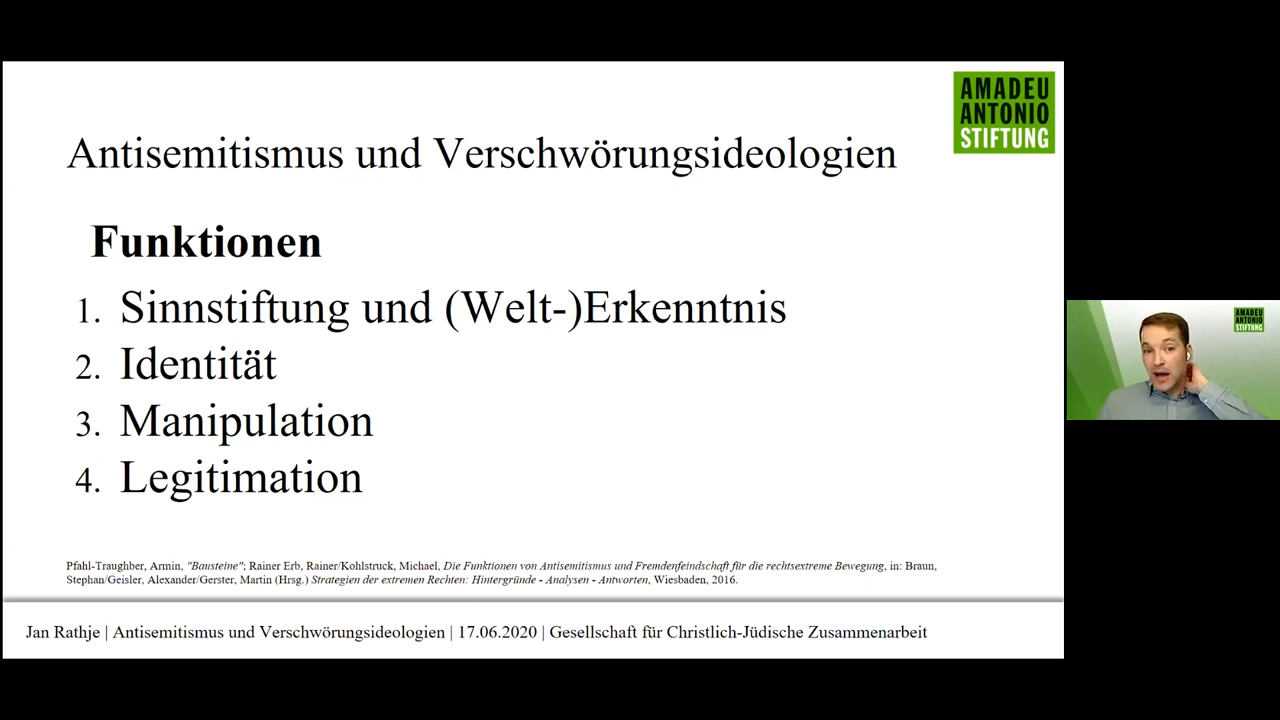 AMADEU
ANTONIO
STIFTUNG
Antisemitismus und Verschwörungsideologien
Funktionen
1. Sinnstiftung und (Welt-)Erkenntnis
2. Identität
3. Manipulation
4. Legitimation
Pfahl-Traughber, Armin, "Bausteine"; Rainer Erb, Rainer/Kohlstruck, Michael, Die Funktionen von Antisemitismus und Fremdenfeindschaft für die rechtsextreme Bewegung, in: Braun,
Stephan/Geisler, Alexander/Gerster, Martin (Hrsg.) Strategien der extremen Rechten: Hintergründe - Analysen - Antworten, Wiesbaden, 2016.
Jan Rathje | Antisemitismus und Verschwörungsideologien | 17.06.2020 | Gesellschaft für Christlich-Jüdische Zusammenarbeit
AMADEU
ANTONIO
STIFTUNG